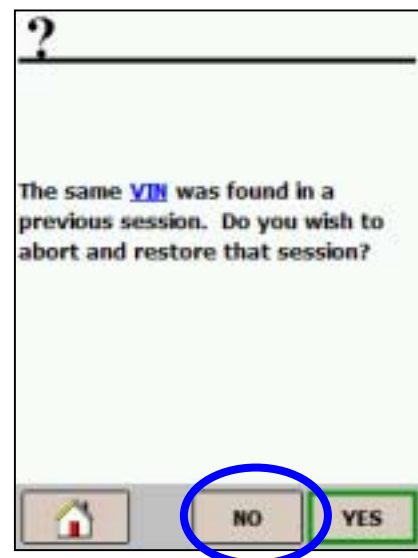 ?
The same VIN was found in a
previous session. Do you wish to
abort and restore that session?
NO YES